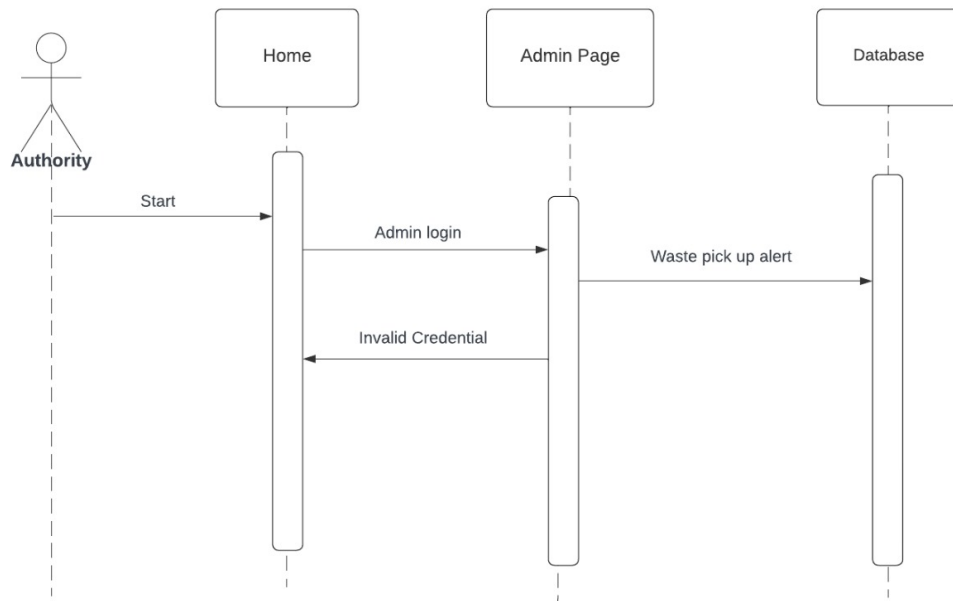 Home
Admin Page
Database
Authority
Start
Admin login
Waste pick up alert
Invalid Credential